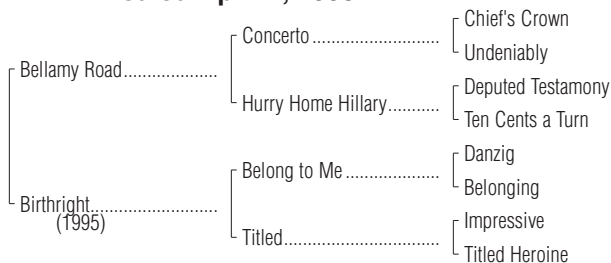 Chief's Crown
Concerto
Undeniably
Bellamy Road
Deputed Testamony
Hurry Home Hillary
Ten Cents a Turn
Danzig
Belong to Me
Belonging
Birthright
(1995)
Impressive
Titled
Titled Heroine